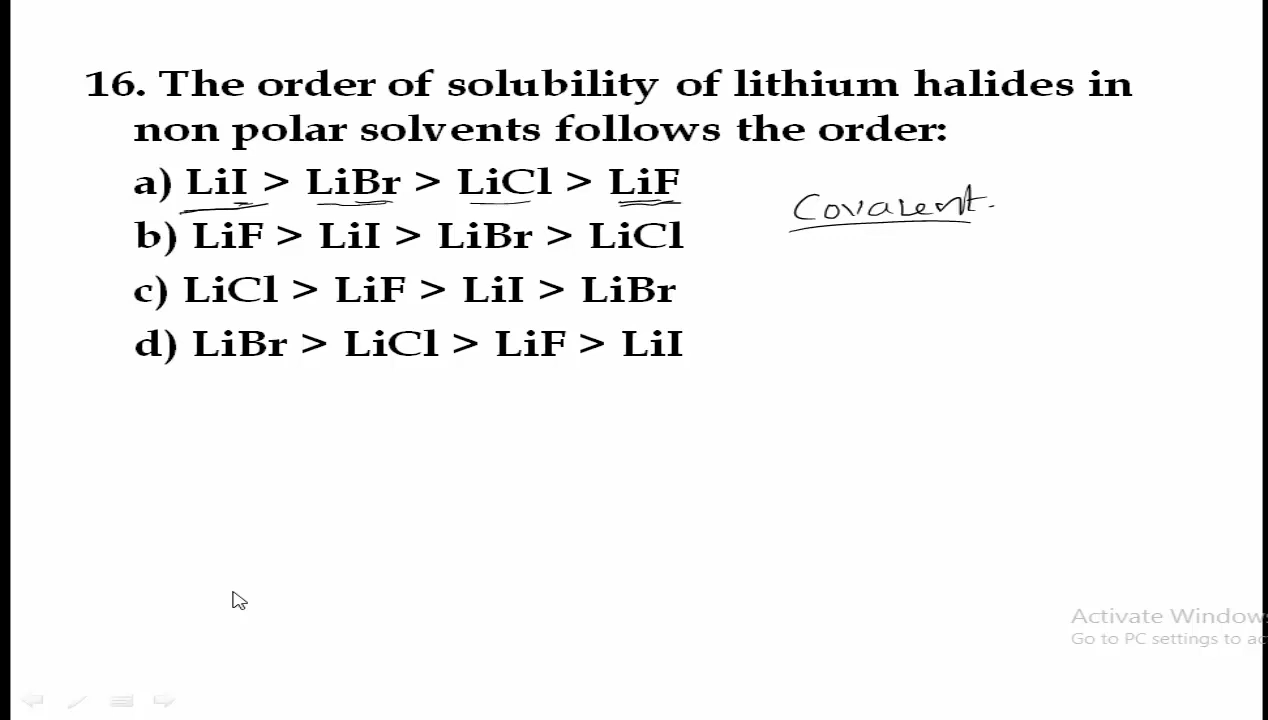 16. The order of solubility of lithium halides in
non polar solvents follows the order:
a) LiI > LiBr > LiCl > LiF
Covalent.
b) LiF > LiI > LiBr > LiCl
c) LiCl > LiF > LiI > LiBr
d) LiBr > LiCl > LiF > LiI
Activate Windows
Go to PC settings to ac